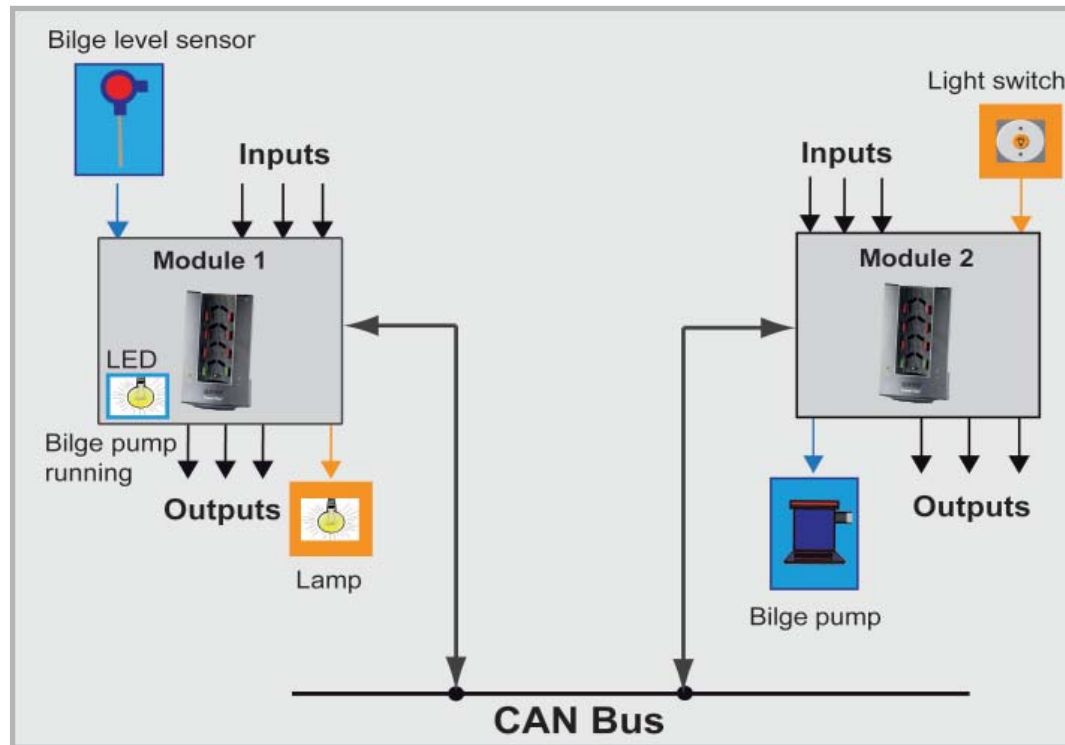 Bilge level sensor
Light switch
Inputs
Inputs
Module 1
Module 2
LED
Bilge pump
running
Outputs
Outputs
Lamp
Bilge pump
CAN Bus